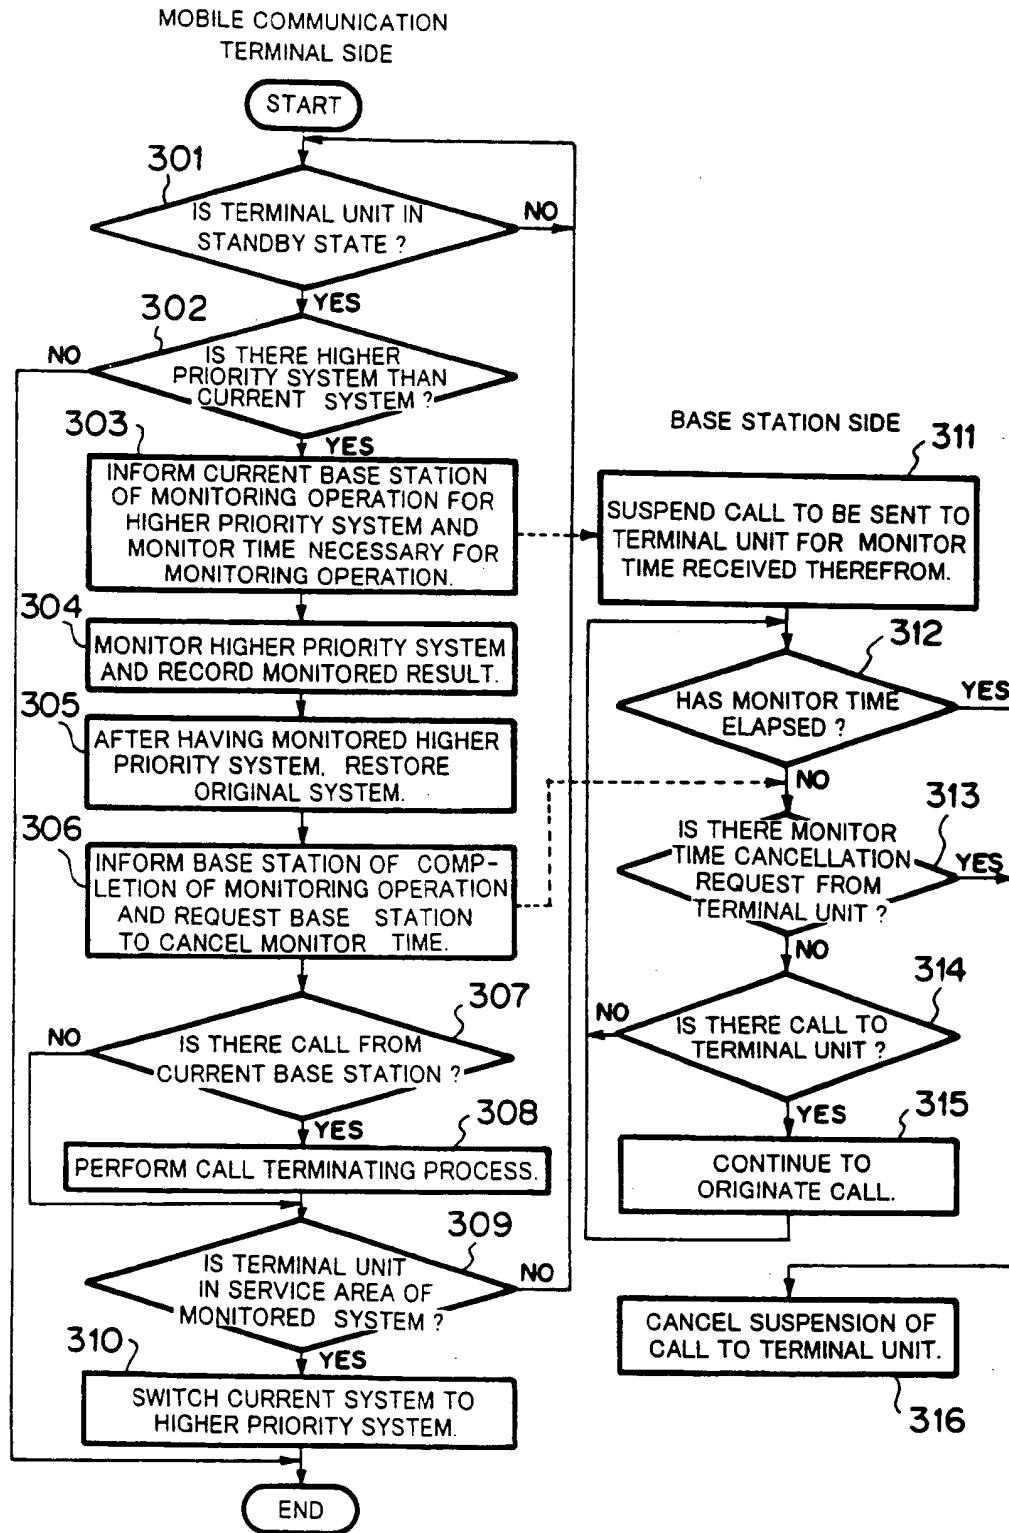 MOBILE COMMUNICATION
TERMINAL SIDE
START
301
IS TERMINAL UNIT IN
STANDBY STATE ?
NO
YES
302
IS THERE HIGHER
PRIORITY SYSTEM THAN
CURRENT SYSTEM ?
NO
YES
303
INFORM CURRENT BASE STATION
OF MONITORING OPERATION FOR
HIGHER PRIORITY SYSTEM AND
MONITOR TIME NECESSARY FOR
MONITORING OPERATION.
304
MONITOR HIGHER PRIORITY SYSTEM
AND RECORD MONITORED RESULT.
305
AFTER HAVING MONITORED HIGHER
PRIORITY SYSTEM, RESTORE
ORIGINAL SYSTEM.
306
INFORM BASE STATION OF COMP-
LETION OF MONITORING OPERATION
AND REQUEST BASE STATION
TO CANCEL MONITOR TIME.
307
NO
IS THERE CALL FROM
CURRENT BASE STATION ?
YES
308
PERFORM CALL TERMINATING PROCESS.
309
IS TERMINAL UNIT
IN SERVICE AREA OF
MONITORED SYSTEM ?
NO
YES
310
SWITCH CURRENT SYSTEM TO
HIGHER PRIORITY SYSTEM.
END
BASE STATION SIDE
311
SUSPEND CALL TO BE SENT TO
TERMINAL UNIT FOR MONITOR
TIME RECEIVED THEREFROM.
312
HAS MONITOR TIME
ELAPSED ?
YES
NO
313
IS THERE MONITOR
TIME CANCELLATION
REQUEST FROM
TERMINAL UNIT ?
YES
NO
314
NO
IS THERE CALL TO
TERMINAL UNIT ?
YES
315
CONTINUE TO
ORIGINATE CALL.
CANCEL SUSPENSION OF
CALL TO TERMINAL UNIT.
316